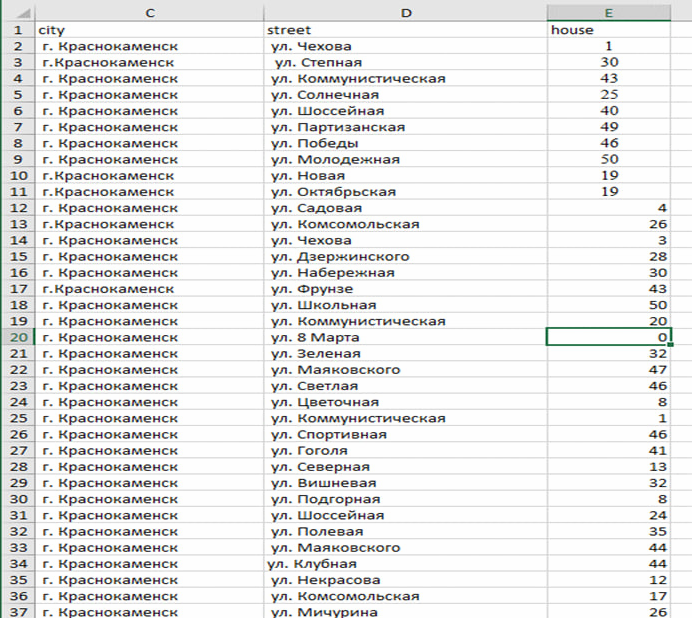 C D E
1 city street house
2 г. Краснокаменск ул. Чехова 1
3 г.Краснокаменск ул. Степная 30
4 г. Краснокаменск ул. Коммунистическая 43
5 г. Краснокаменск ул. Солнечная 25
6 г. Краснокаменск ул. Шоссейная 40
7 г. Краснокаменск ул. Партизанская 49
8 г. Краснокаменск ул. Победы 46
9 г. Краснокаменск ул. Молодежная 50
10 г.Краснокаменск ул. Новая 19
11 г.Краснокаменск ул. Октябрьская 19
12 г. Краснокаменск ул. Садовая 4
13 г.Краснокаменск ул. Комсомольская 26
14 г. Краснокаменск ул. Чехова 3
15 г. Краснокаменск ул. Дзержинского 28
16 г. Краснокаменск ул. Набережная 30
17 г.Краснокаменск ул. Фрунзе 43
18 г. Краснокаменск ул. Школьная 50
19 г. Краснокаменск ул. Коммунистическая 20
20 г. Краснокаменск ул. 8 Марта 0
21 г. Краснокаменск ул. Зеленая 32
22 г. Краснокаменск ул. Маяковского 47
23 г. Краснокаменск ул. Светлая 46
24 г. Краснокаменск ул. Цветочная 8
25 г. Краснокаменск ул. Коммунистическая 1
26 г. Краснокаменск ул. Спортивная 46
27 г. Краснокаменск ул. Гоголя 41
28 г. Краснокаменск ул. Северная 13
29 г. Краснокаменск ул. Вишневая 32
30 г. Краснокаменск ул. Подгорная 8
31 г. Краснокаменск ул. Шоссейная 24
32 г. Краснокаменск ул. Полевая 35
33 г. Краснокаменск ул. Маяковского 44
34 г. Краснокаменск ул. Клубная 44
35 г. Краснокаменск ул. Некрасова 12
36 г. Краснокаменск ул. Комсомольская 17
37 г. Краснокаменск ул. Мичурина 26